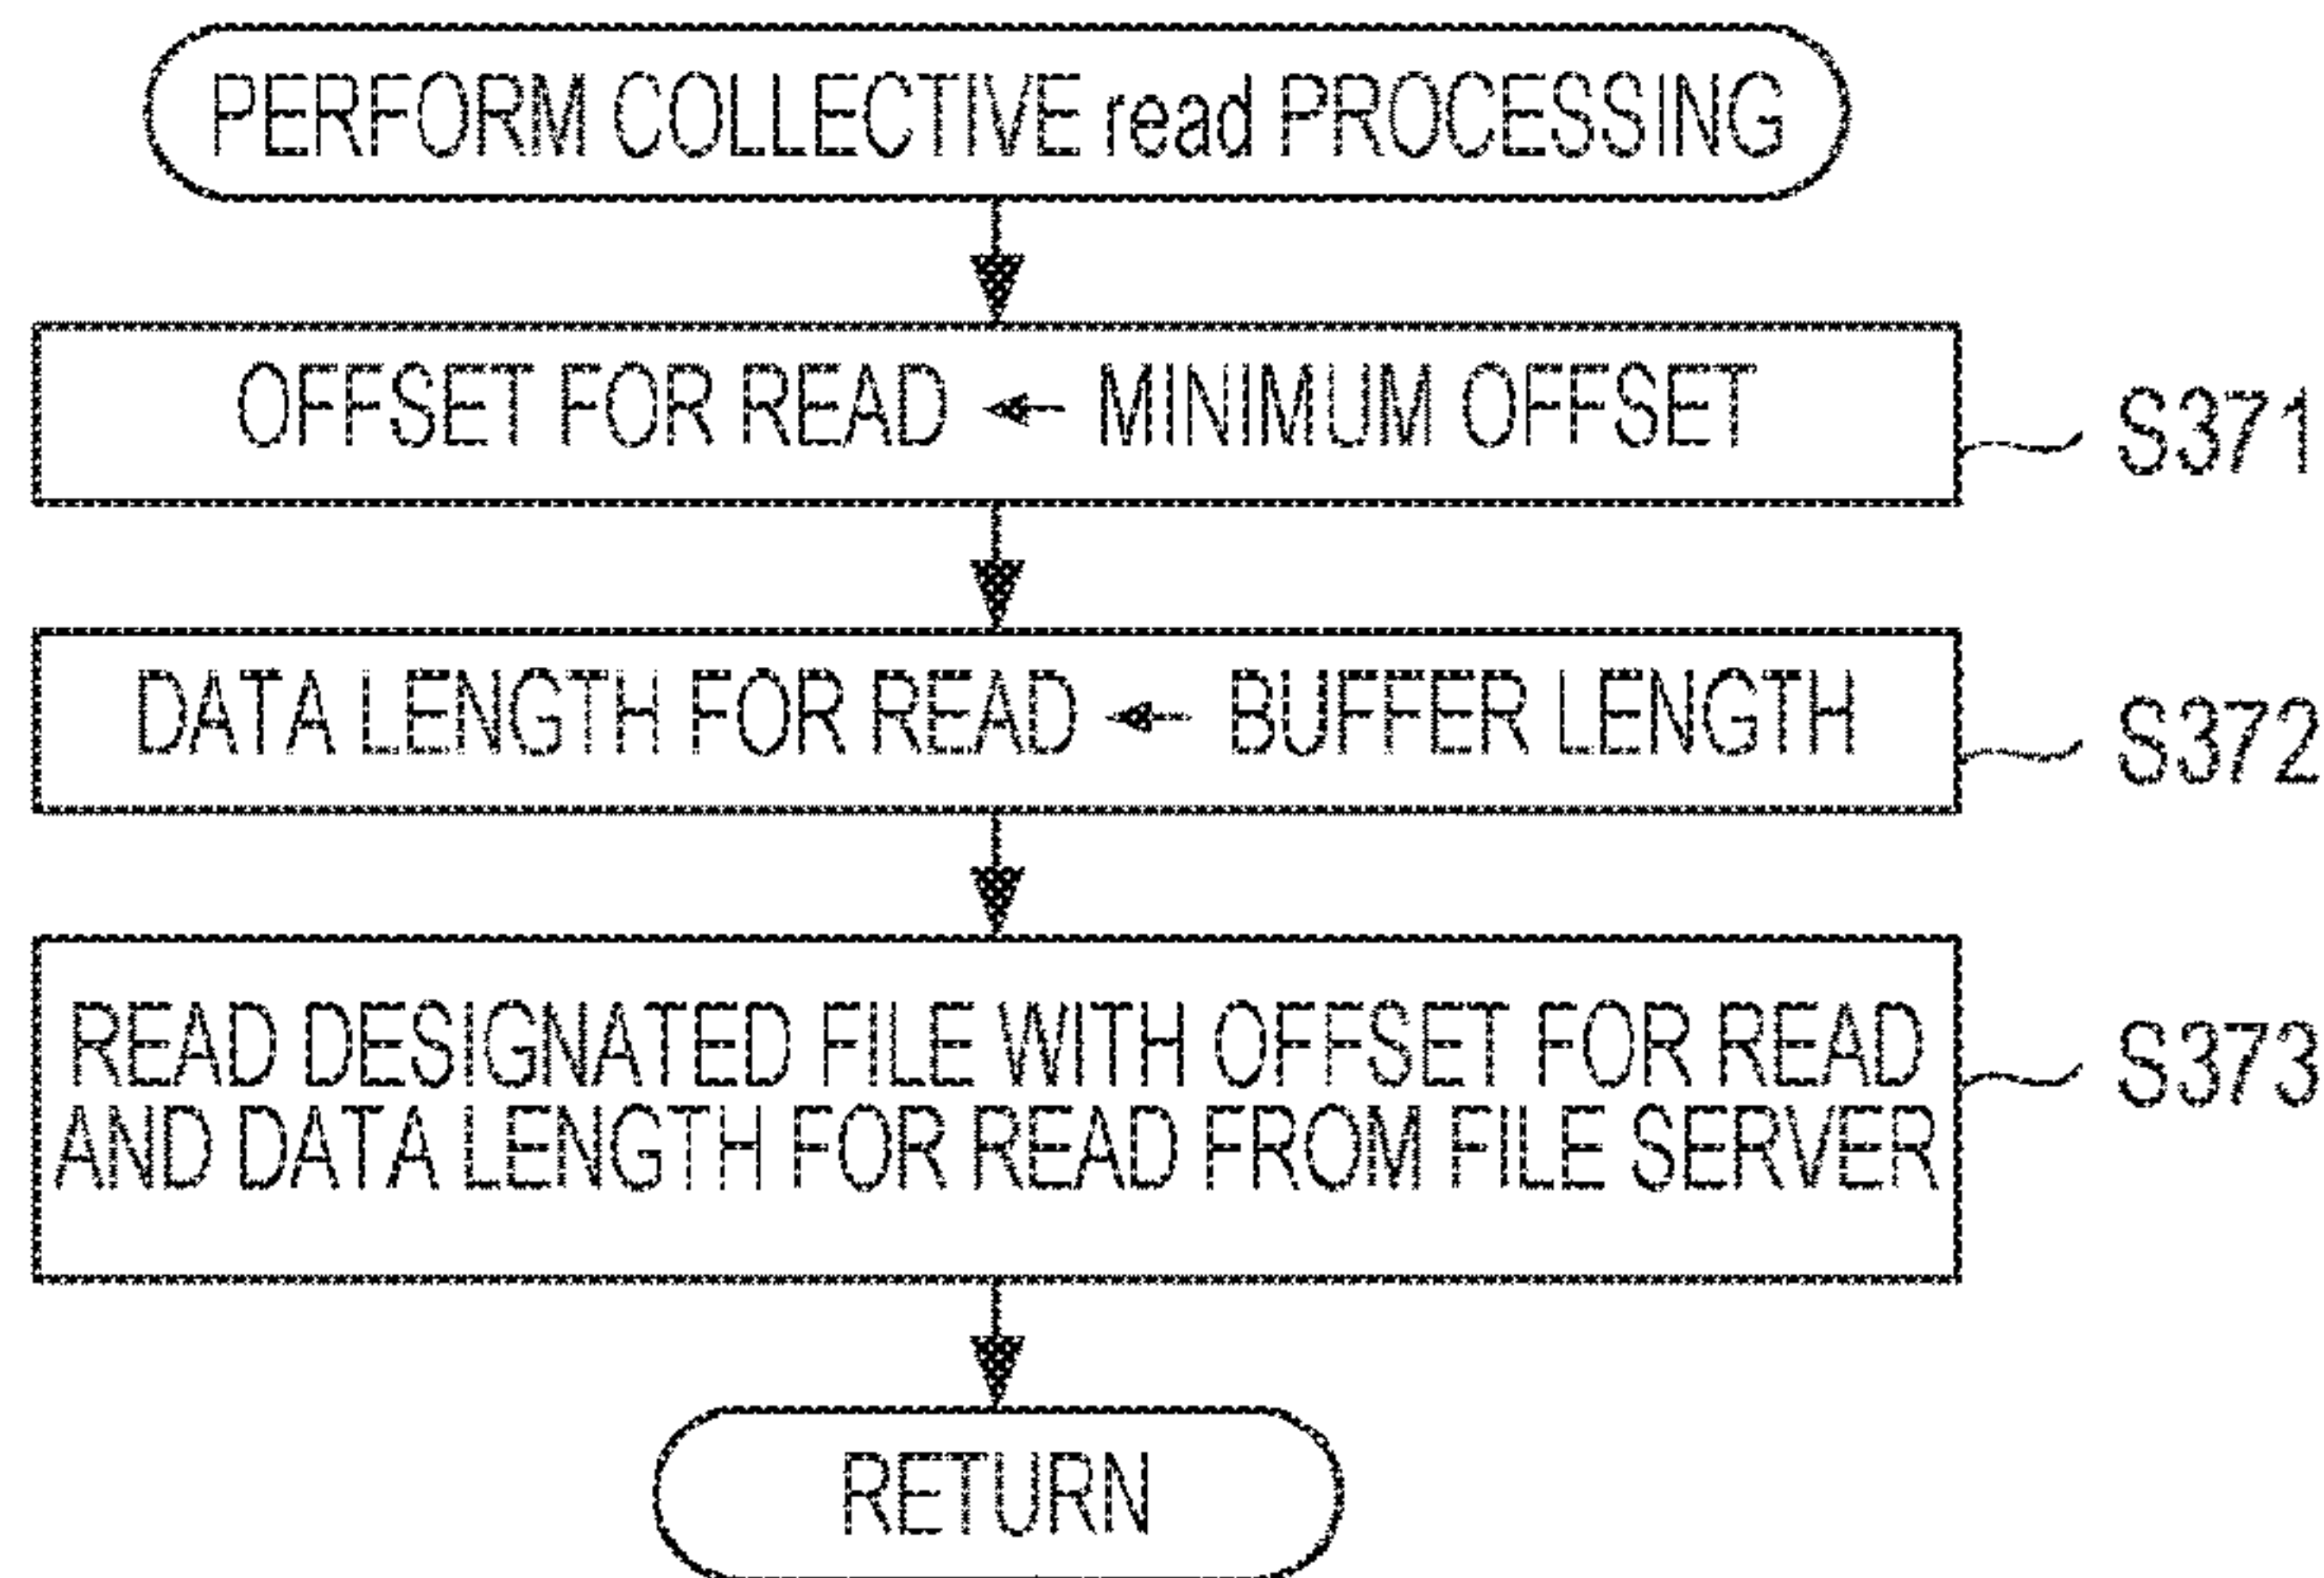 PERFORM COLLECTIVE read PROCESSING
OFFSET FOR READ ← MINIMUM OFFSET
S371
DATA LENGTH FOR READ ← BUFFER LENGTH
S372
READ DESIGNATED FILE WITH OFFSET FOR READ
AND DATA LENGTH FOR READ FROM FILE SERVER
S373
RETURN